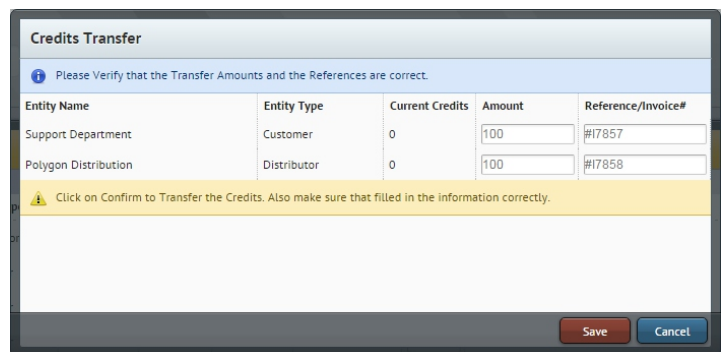 Credits Transfer
Please Verify that the Transfer Amounts and the References are correct.
Entity Name Entity Type Current Credits Amount Reference/Invoice#
Support Department Customer 0 100 #I7857
Polygon Distribution Distributor 0 100 #I7858
Click on Confirm to Transfer the Credits. Also make sure that filled in the information correctly.
Save Cancel